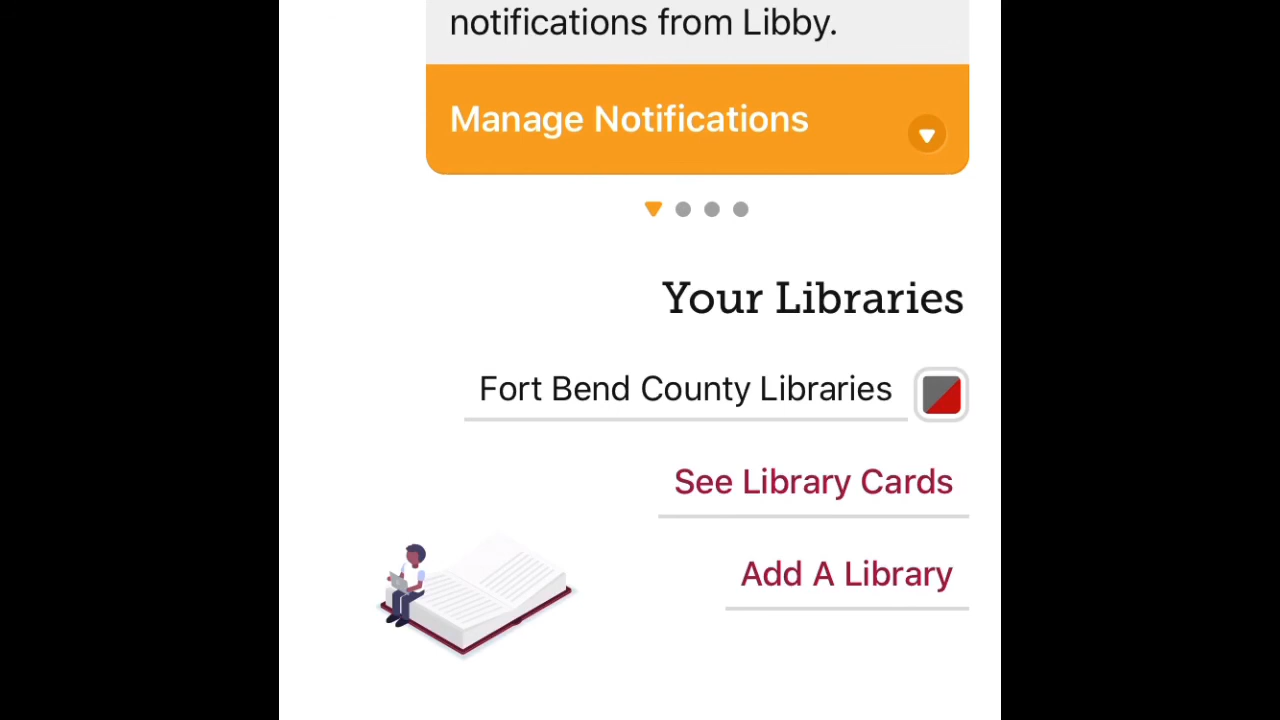 notifications from Libby.
Manage Notifications
Your Libraries
Fort Bend County Libraries
See Library Cards
Add A Library